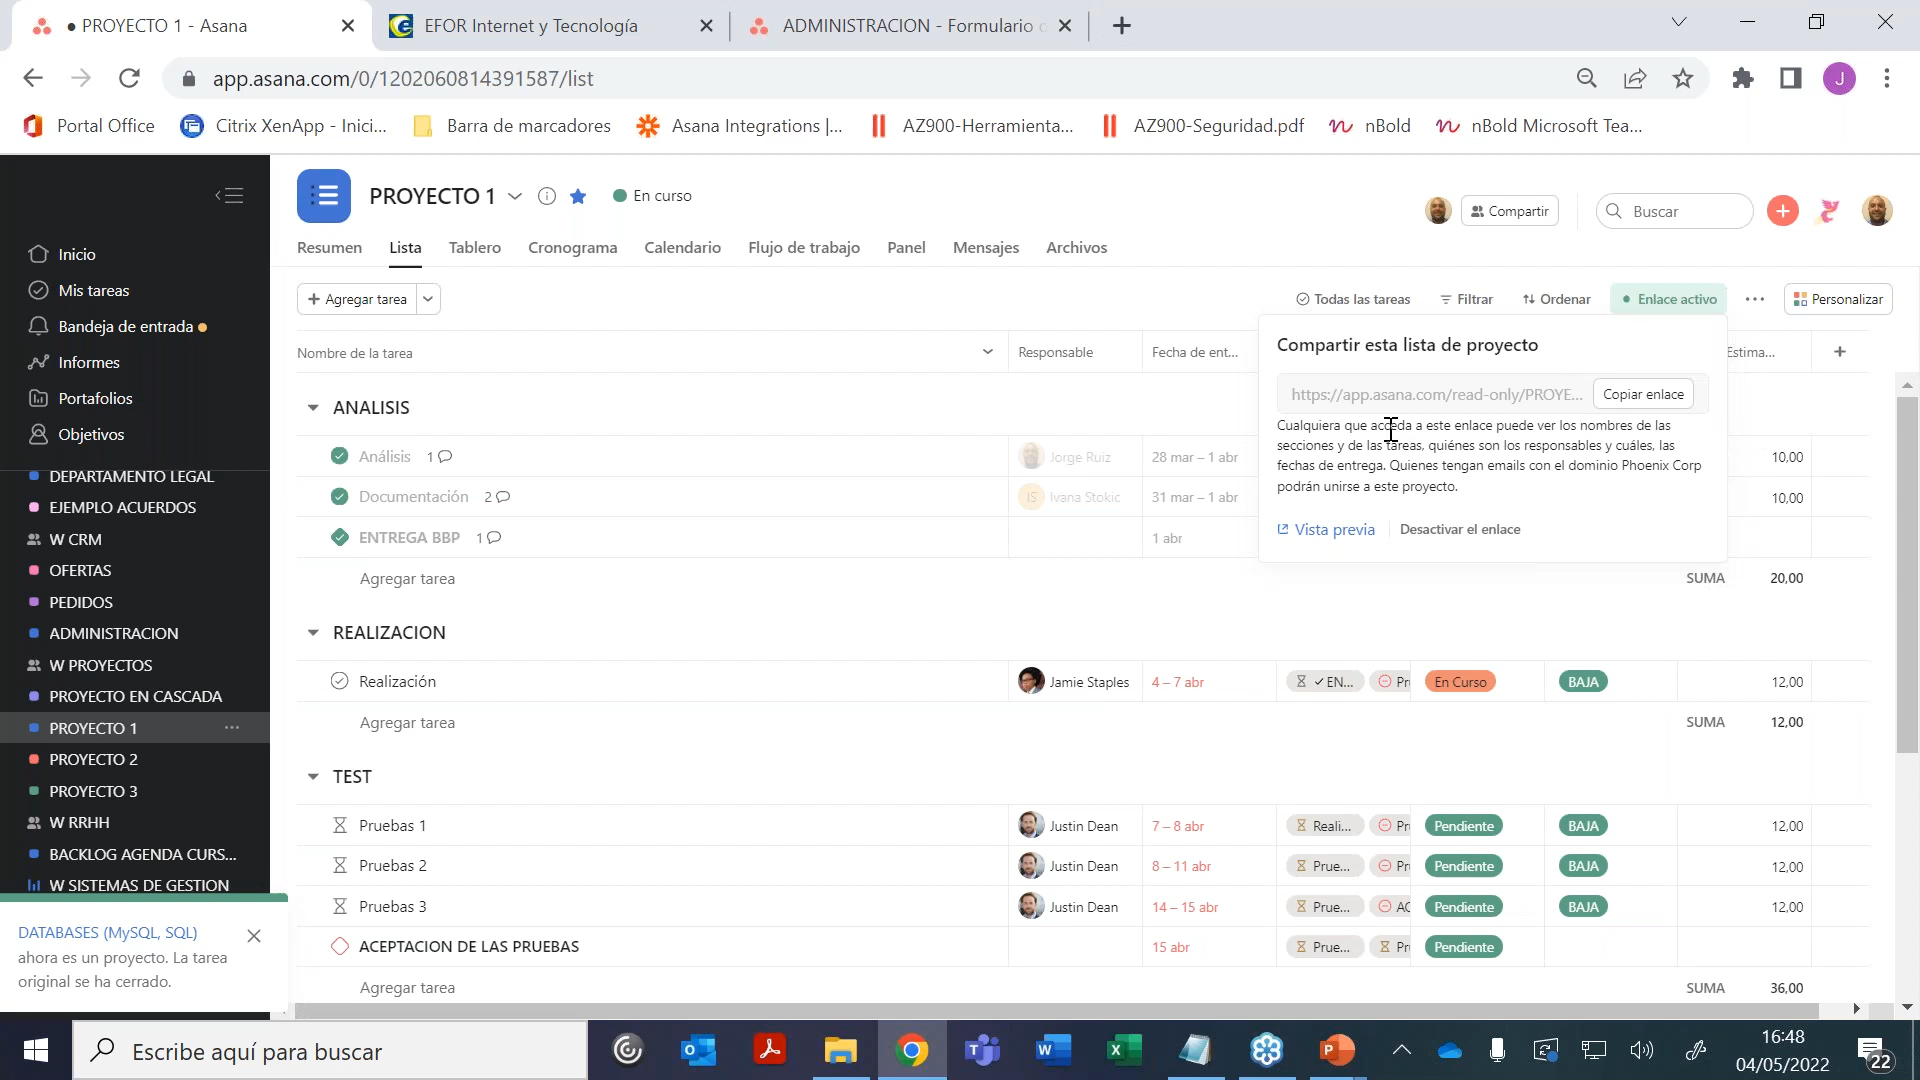 PROYECTO 1 - Asana
EFOR Internet y Tecnología
ADMINISTRACION - Formulario
app.asana.com/0/1202060814391587/list
J
Portal Office
Citrix XenApp - Inici...
Barra de marcadores
Asana Integrations |...
AZ900-Herramienta...
AZ900-Seguridad.pdf
nBold
nBold Microsoft Tea...
PROYECTO 1
En curso
Compartir
Buscar
Resumen
Lista
Tablero
Cronograma
Calendario
Flujo de trabajo
Panel
Mensajes
Archivos
Inicio
Mis tareas
Bandeja de entrada
Informes
Portafolios
Objetivos
DEPARTAMENTO LEGAL
EJEMPLO ACUERDOS
W CRM
OFERTAS
PEDIDOS
ADMINISTRACION
W PROYECTOS
PROYECTO EN CASCADA
PROYECTO 1
PROYECTO 2
PROYECTO 3
W RRHH
BACKLOG AGENDA CURS...
W SISTEMAS DE GESTION
DATABASES (MySQL, SQL)
ahora es un proyecto. La tarea
original se ha cerrado.
+ Agregar tarea
Todas las tareas
Filtrar
Ordenar
Enlace activo
Personalizar
Nombre de la tarea
Responsable
Fecha de ent...
Estima...
Compartir esta lista de proyecto
https://app.asana.com/read-only/PROYE...
Copiar enlace
Cualquiera que acceda a este enlace puede ver los nombres de las
secciones y de las tareas, quiénes son los responsables y cuáles, las
fechas de entrega. Quienes tengan emails con el dominio Phoenix Corp
podrán unirse a este proyecto.
Vista previa
Desactivar el enlace
ANALISIS
Análisis 1 Jorge Ruiz 28 mar – 1 abr 10,00
Documentación 2 IS Ivana Stokic 31 mar – 1 abr 10,00
ENTREGA BBP 1 1 abr
Agregar tarea SUMA 20,00
REALIZACION
Realización Jamie Staples 4 – 7 abr EN... Pr En Curso BAJA 12,00
Agregar tarea SUMA 12,00
TEST
Pruebas 1 Justin Dean 7 – 8 abr Reali... Pr Pendiente BAJA 12,00
Pruebas 2 Justin Dean 8 – 11 abr Prue... Pr Pendiente BAJA 12,00
Pruebas 3 Justin Dean 14 – 15 abr Prue... AC Pendiente BAJA 12,00
ACEPTACION DE LAS PRUEBAS 15 abr Prue... Pr Pendiente
Agregar tarea SUMA 36,00
Escribe aquí para buscar
16:48
04/05/2022
22